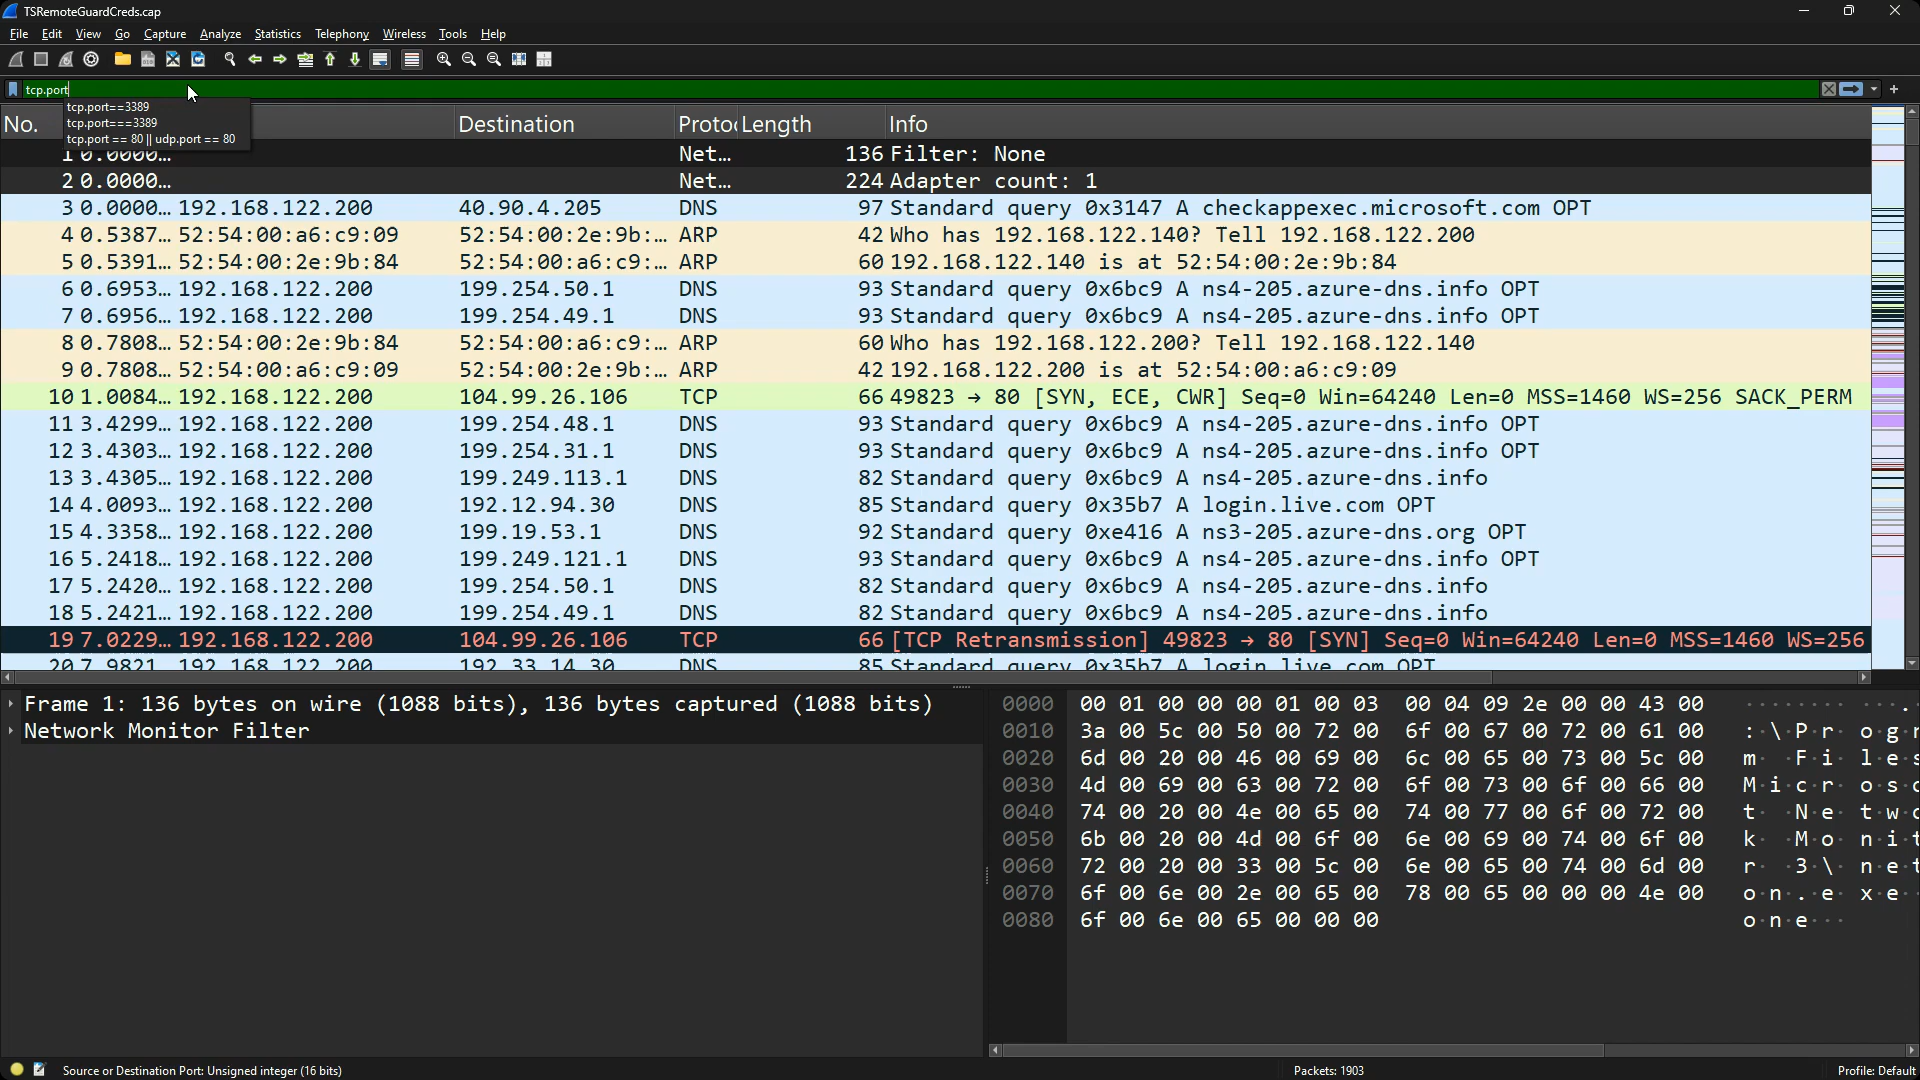 TSRemoteGuardCreds.cap
File Edit View Go Capture Analyze Statistics Telephony Wireless Tools Help
tcp.port
tcp.port==3389
tcp.port===3389
tcp.port == 80 || udp.port == 80
No. Destination Protoc Length Info
1 0.0000… Net… 136 Filter: None
2 0.0000… Net… 224 Adapter count: 1
3 0.0000… 192.168.122.200 40.90.4.205 DNS 97 Standard query 0x3147 A checkappexec.microsoft.com OPT
4 0.5387… 52:54:00:a6:c9:09 52:54:00:2e:9b:… ARP 42 Who has 192.168.122.140? Tell 192.168.122.200
5 0.5391… 52:54:00:2e:9b:84 52:54:00:a6:c9:… ARP 60 192.168.122.140 is at 52:54:00:2e:9b:84
6 0.6953… 192.168.122.200 199.254.50.1 DNS 93 Standard query 0x6bc9 A ns4-205.azure-dns.info OPT
7 0.6956… 192.168.122.200 199.254.49.1 DNS 93 Standard query 0x6bc9 A ns4-205.azure-dns.info OPT
8 0.7808… 52:54:00:2e:9b:84 52:54:00:a6:c9:… ARP 60 Who has 192.168.122.200? Tell 192.168.122.140
9 0.7808… 52:54:00:a6:c9:09 52:54:00:2e:9b:… ARP 42 192.168.122.200 is at 52:54:00:a6:c9:09
10 1.0084… 192.168.122.200 104.99.26.106 TCP 66 49823 → 80 [SYN, ECE, CWR] Seq=0 Win=64240 Len=0 MSS=1460 WS=256 SACK_PERM
11 3.4299… 192.168.122.200 199.254.48.1 DNS 93 Standard query 0x6bc9 A ns4-205.azure-dns.info OPT
12 3.4303… 192.168.122.200 199.254.31.1 DNS 93 Standard query 0x6bc9 A ns4-205.azure-dns.info OPT
13 3.4305… 192.168.122.200 199.249.113.1 DNS 82 Standard query 0x6bc9 A ns4-205.azure-dns.info
14 4.0093… 192.168.122.200 192.12.94.30 DNS 85 Standard query 0x35b7 A login.live.com OPT
15 4.3358… 192.168.122.200 199.19.53.1 DNS 92 Standard query 0xe416 A ns3-205.azure-dns.org OPT
16 5.2418… 192.168.122.200 199.249.121.1 DNS 93 Standard query 0x6bc9 A ns4-205.azure-dns.info OPT
17 5.2420… 192.168.122.200 199.254.50.1 DNS 82 Standard query 0x6bc9 A ns4-205.azure-dns.info
18 5.2421… 192.168.122.200 199.254.49.1 DNS 82 Standard query 0x6bc9 A ns4-205.azure-dns.info
19 7.0229… 192.168.122.200 104.99.26.106 TCP 66 [TCP Retransmission] 49823 → 80 [SYN] Seq=0 Win=64240 Len=0 MSS=1460 WS=256
20 7.9821 192.168.122.200 192.33.14.30 DNS 85 Standard query 0x35b7 A login.live.com OPT
Frame 1: 136 bytes on wire (1088 bits), 136 bytes captured (1088 bits)
Network Monitor Filter
0000 00 01 00 00 00 01 00 03 00 04 09 2e 00 00 43 00 ········ ···.
0010 3a 00 5c 00 50 00 72 00 6f 00 67 00 72 00 61 00 :·\·P·r· o·g·r
0020 6d 00 20 00 46 00 69 00 6c 00 65 00 73 00 5c 00 m· ·F·i· l·e·s
0030 4d 00 69 00 63 00 72 00 6f 00 73 00 6f 00 66 00 M·i·c·r· o·s·o
0040 74 00 20 00 4e 00 65 00 74 00 77 00 6f 00 72 00 t· ·N·e· t·w·o
0050 6b 00 20 00 4d 00 6f 00 6e 00 69 00 74 00 6f 00 k· ·M·o· n·i·t
0060 72 00 20 00 33 00 5c 00 6e 00 65 00 74 00 6d 00 r· ·3·\· n·e·t
0070 6f 00 6e 00 2e 00 65 00 78 00 65 00 00 00 4e 00 o·n·.·e· x·e·
0080 6f 00 6e 00 65 00 00 00 o·n·e···
Source or Destination Port: Unsigned integer (16 bits)
Packets: 1903
Profile: Default